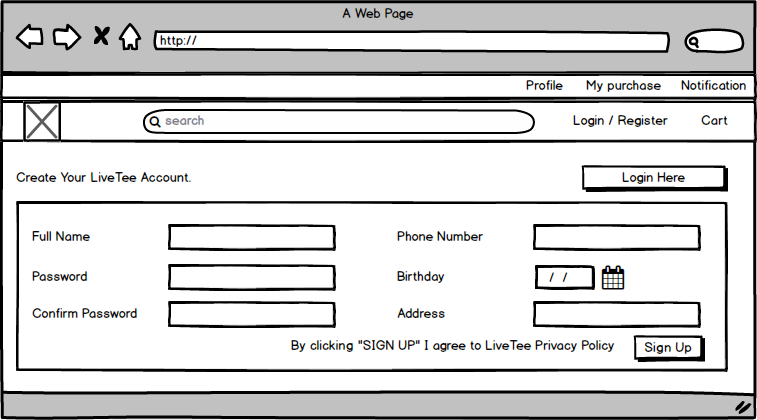 A Web Page
http://
Profile My purchase Notification
search Login / Register Cart
Create Your LiveTee Account. Login Here
Full Name Phone Number
Password Birthday / /
Confirm Password Address
By clicking "SIGN UP" I agree to LiveTee Privacy Policy Sign Up